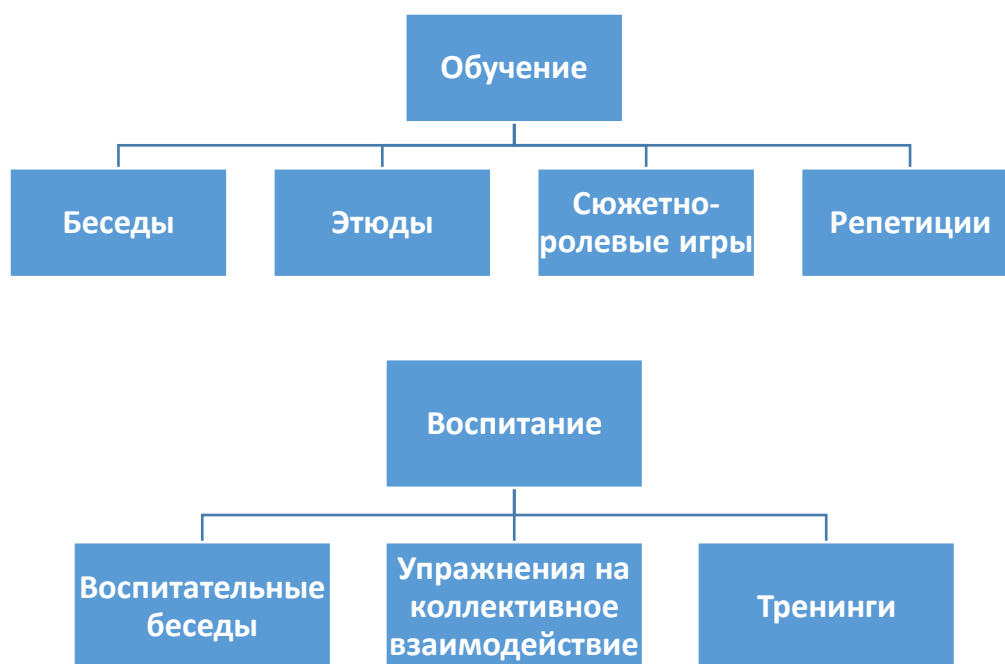 Обучение
Беседы
Этюды
Сюжетно-
ролевые игры
Репетиции
Воспитание
Воспитательные
беседы
Упражнения на
коллективное
взаимодействие
Тренинги